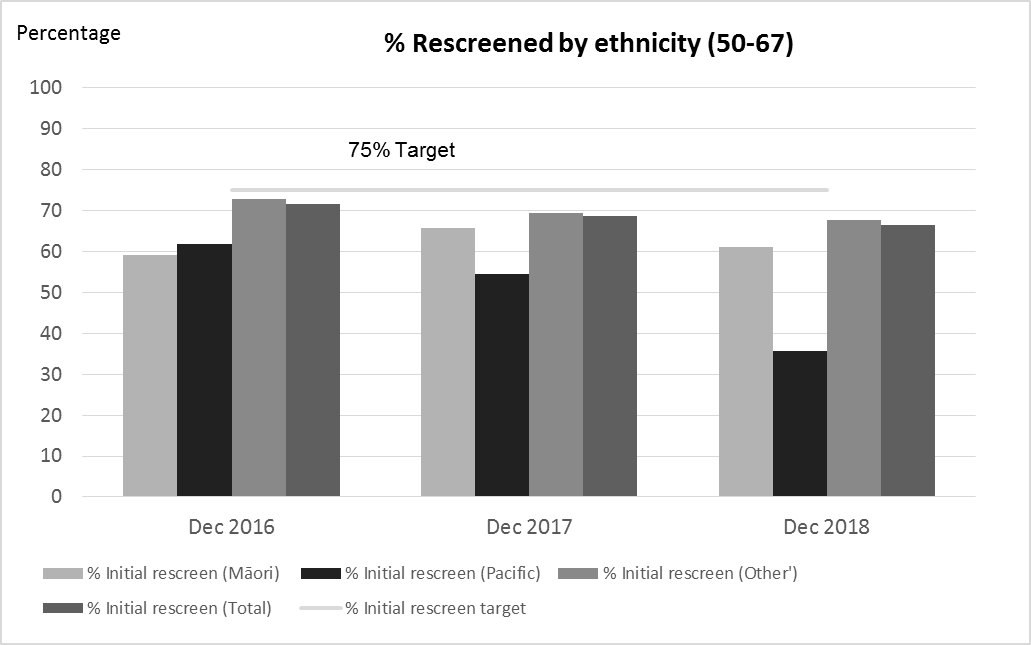 Percentage
% Rescreened by ethnicity (50-67)
100
90
75% Target
80
70
60
50
40
30
20
10
0
Dec 2016 Dec 2017 Dec 2018
% Initial rescreen (Māori) % Initial rescreen (Pacific) % Initial rescreen (Other')
% Initial rescreen (Total) % Initial rescreen target